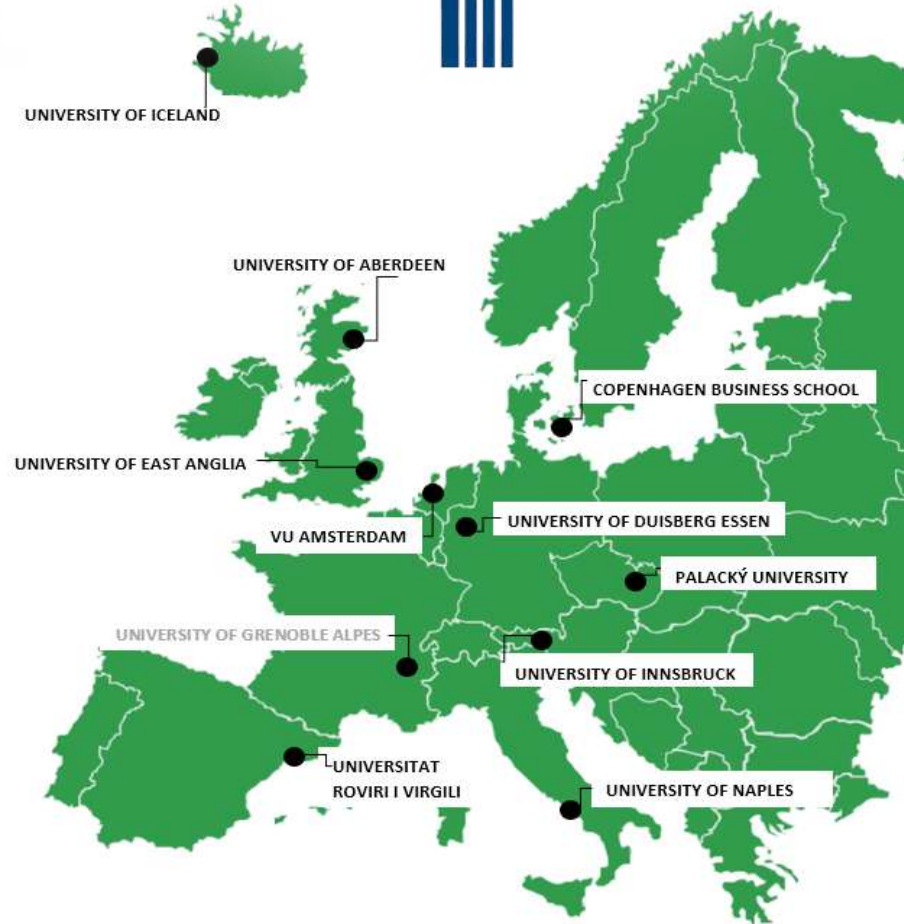 UNIVERSITY OF ICELAND
UNIVERSITY OF ABERDEEN
COPENHAGEN BUSINESS SCHOOL
UNIVERSITY OF EAST ANGLIA
UNIVERSITY OF DUISBERG ESSEN
VU AMSTERDAM
PALACKÝ UNIVERSITY
UNIVERSITY OF GRENOBLE ALPES
UNIVERSITY OF INNSBRUCK
UNIVERSITAT
ROVIRI I VIRGILI
UNIVERSITY OF NAPLES